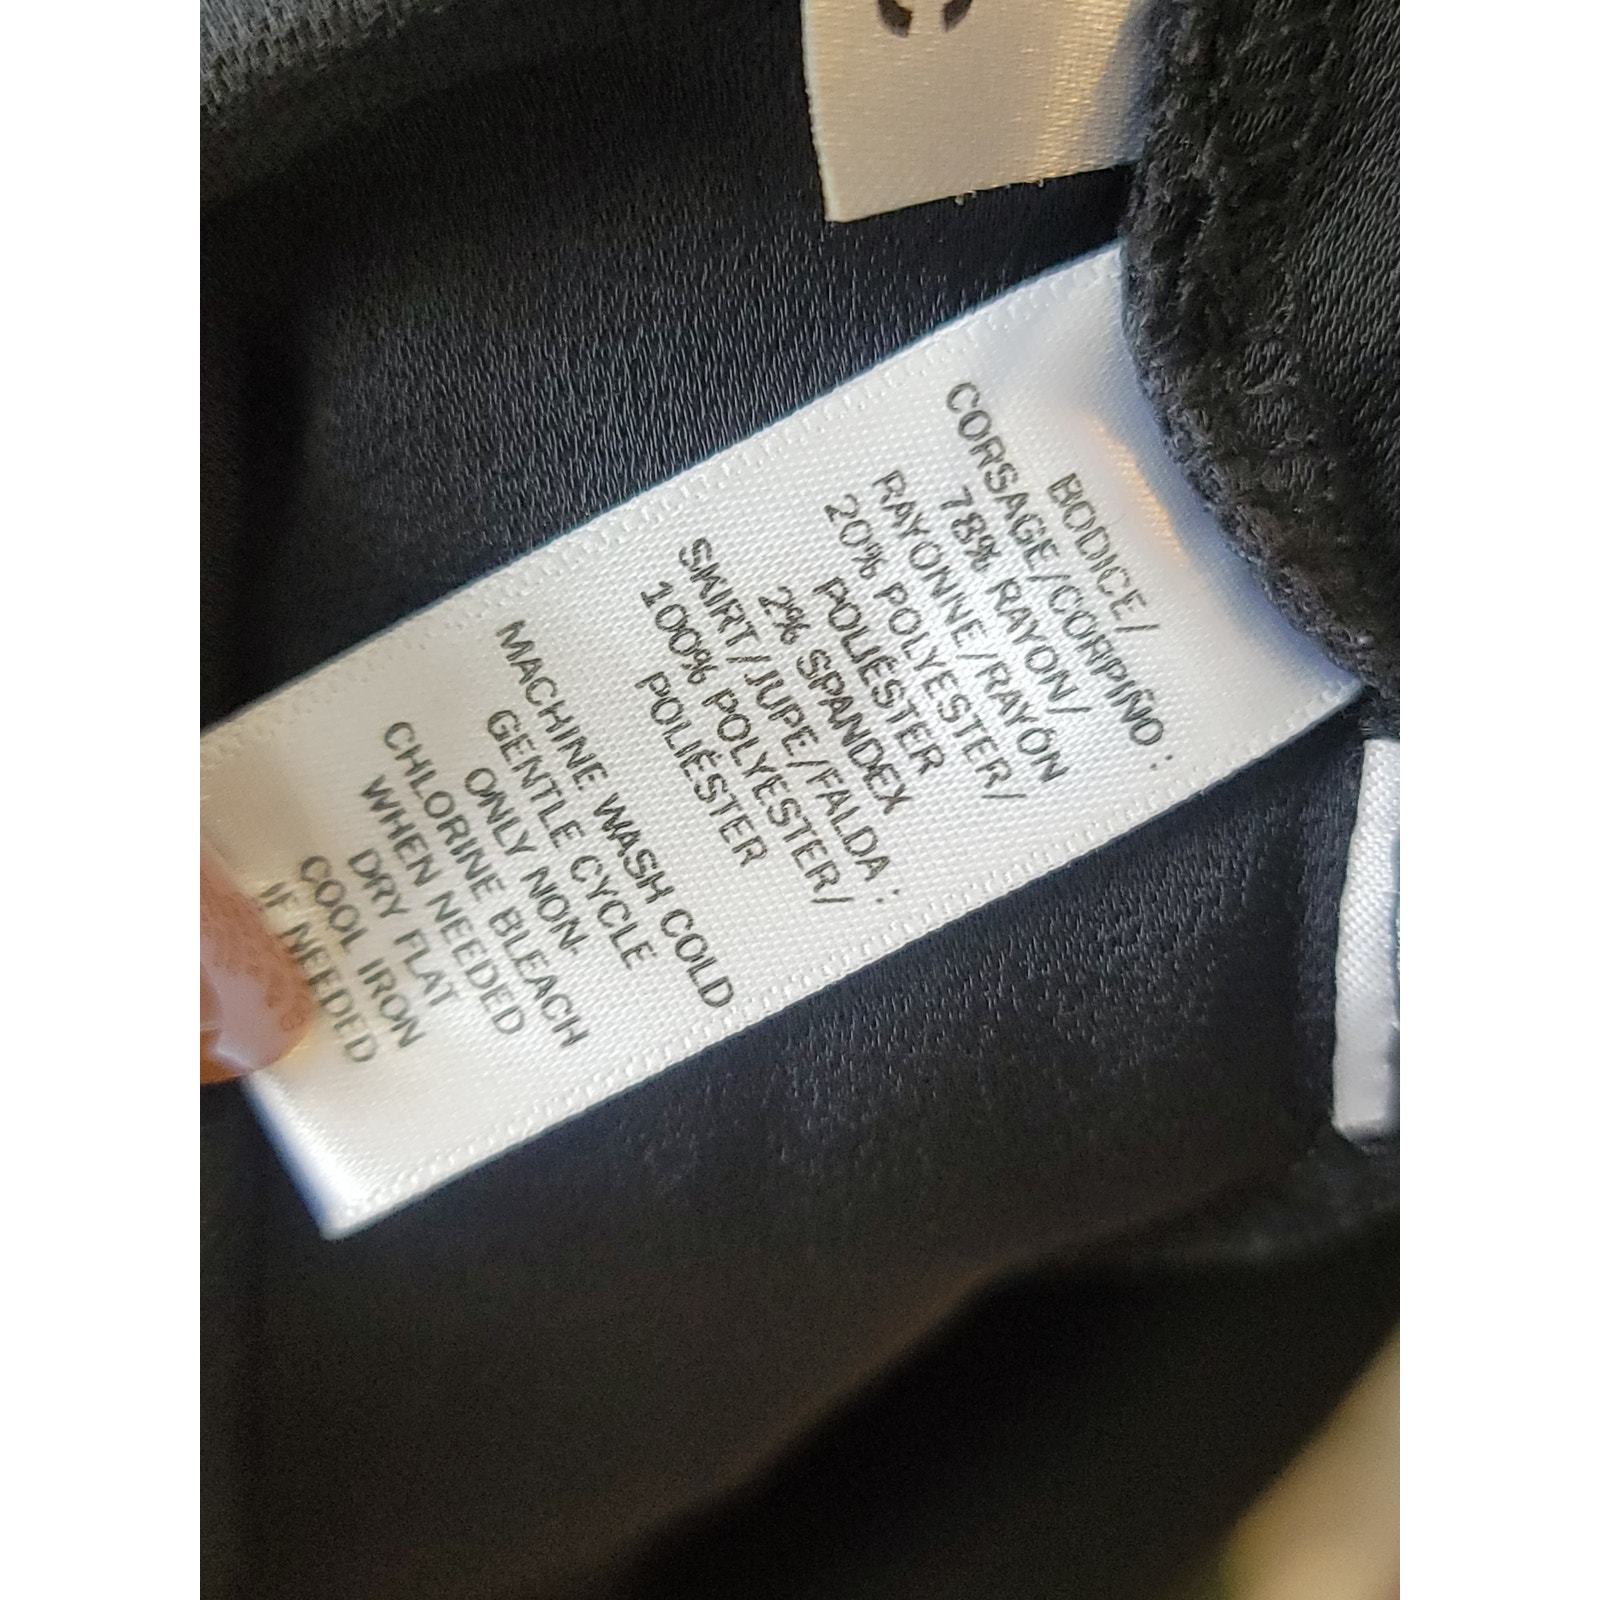 BODICE/
CORSAGE/CORPIÑO:
78% RAYON/
RAYONNE/RAYÓN
20% POLYESTER/
POLIÉSTER
2% SPANDEX
SKIRT/JUPE/FALDA:
100% POLYESTER/
POLIÉSTER
MACHINE WASH COLD
GENTLE CYCLE
ONLY NON-
CHLORINE BLEACH
WHEN NEEDED
DRY FLAT
COOL IRON
IF NEEDED